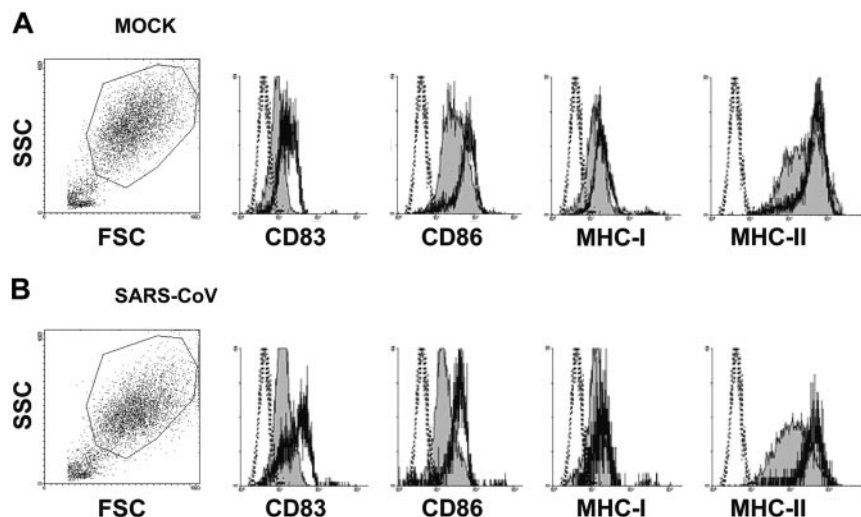 A
MOCK
SSC
FSC
CD83
CD86
MHC-I
MHC-II
B
SARS-CoV
SSC
FSC
CD83
CD86
MHC-I
MHC-II